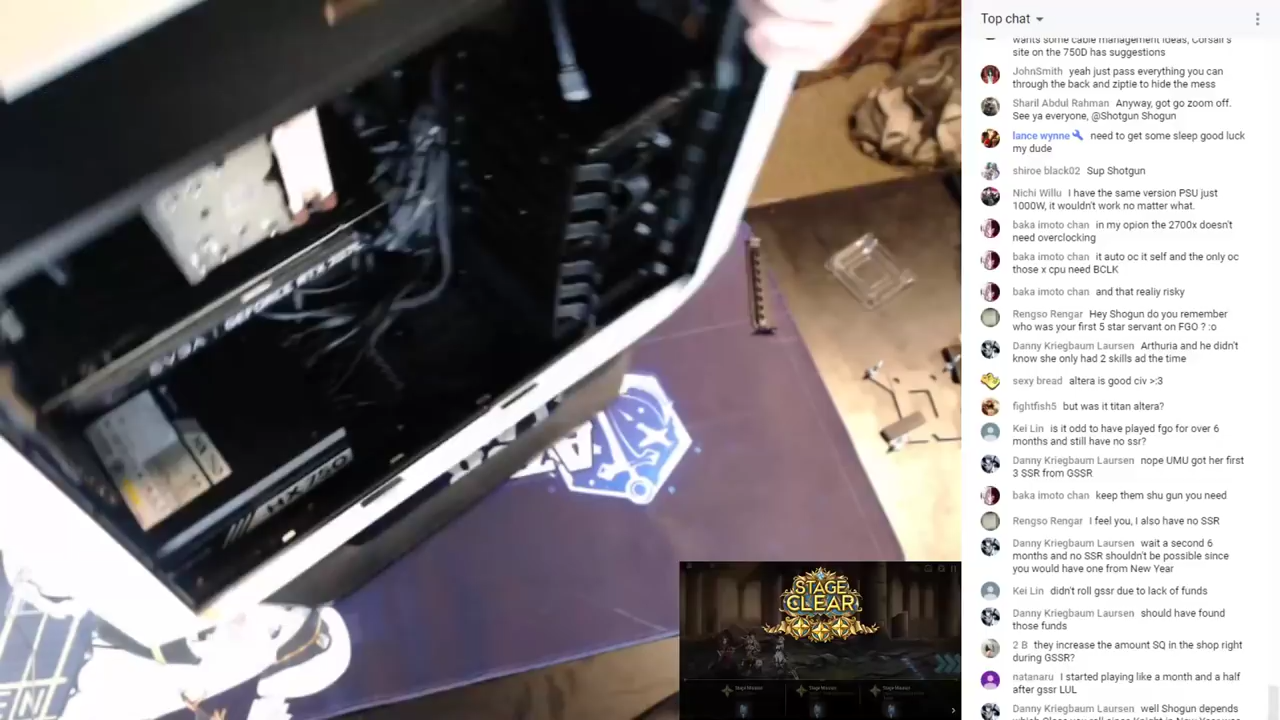 Top chat
wants some cable management ideas, Corsair's
site on the 750D has suggestions
JohnSmith yeah just pass everything you can
through the back and ziptie to hide the mess
Sharil Abdul Rahman Anyway, got go zoom off.
See ya everyone, @Shotgun Shogun
lance wynne need to get some sleep good luck
my dude
shiroe black02 Sup Shotgun
Nichi Willu I have the same version PSU just
1000W, it wouldn't work no matter what.
baka imoto chan in my opion the 2700x doesn't
need overclocking
baka imoto chan it auto oc it self and the only oc
those x cpu need BCLK
baka imoto chan and that realiy risky
Rengso Rengar Hey Shogun do you remember
who was your first 5 star servant on FGO ? :o
Danny Kriegbaum Laursen Arthuria and he didn't
know she only had 2 skills ad the time
sexy bread altera is good civ >:3
fightfish5 but was it titan altera?
Kei Lin is it odd to have played fgo for over 6
months and still have no ssr?
Danny Kriegbaum Laursen nope UMU got her first
3 SSR from GSSR
baka imoto chan keep them shu gun you need
Rengso Rengar I feel you, I also have no SSR
Danny Kriegbaum Laursen wait a second 6
months and no SSR shouldn't be possible since
you would have one from New Year
Kei Lin didn't roll gssr due to lack of funds
Danny Kriegbaum Laursen should have found
those funds
2 B they increase the amount SQ in the shop right
during GSSR?
natanaru I started playing like a month and a half
after gssr LUL
Danny Kriegbaum Laursen well Shogun depends
EVGA GEFORCE
STAGE
CLEAR